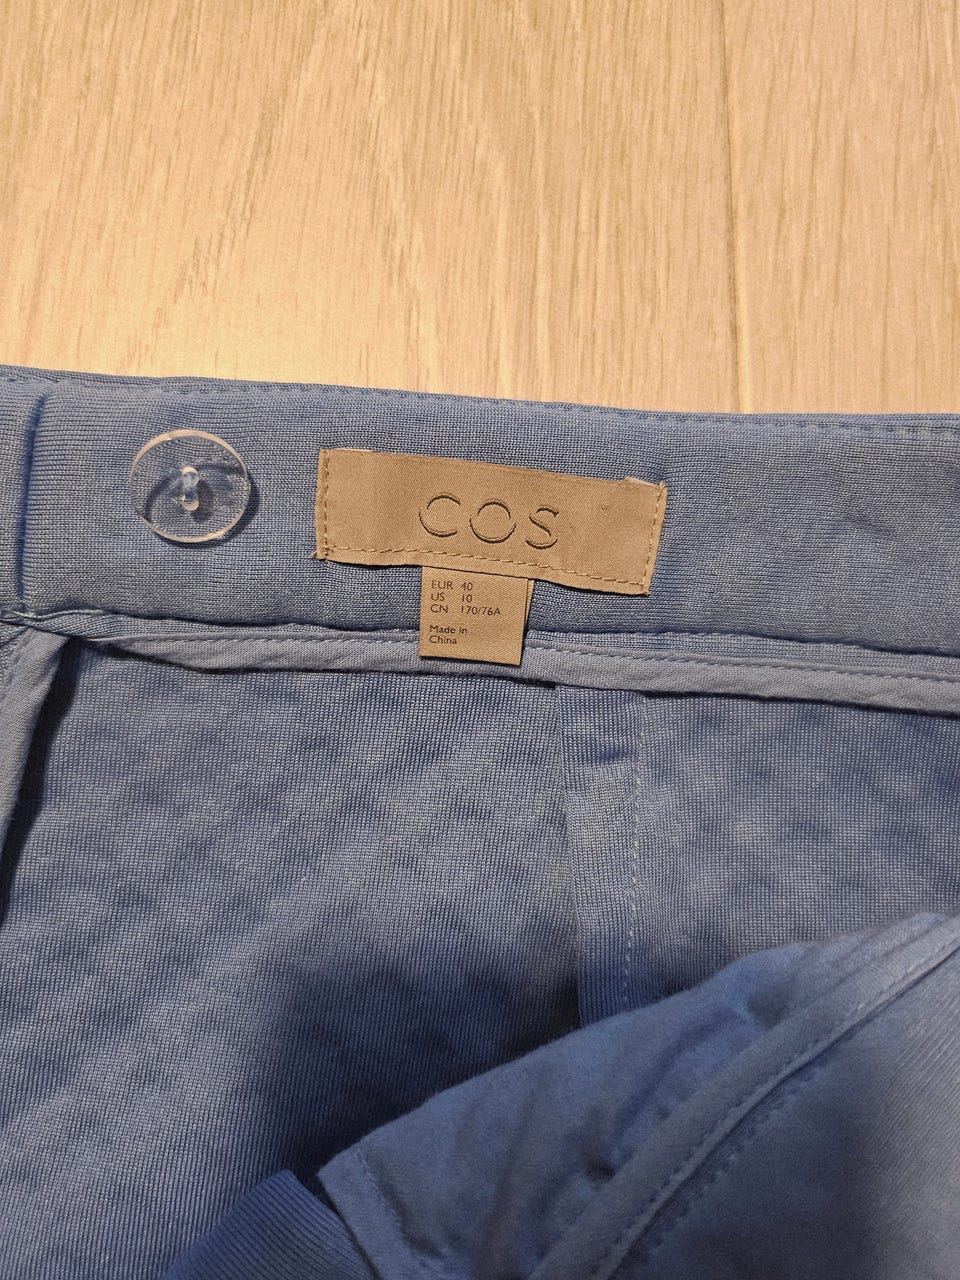 COS
EUR 40
US 10
CN 170/76A
Made in
China